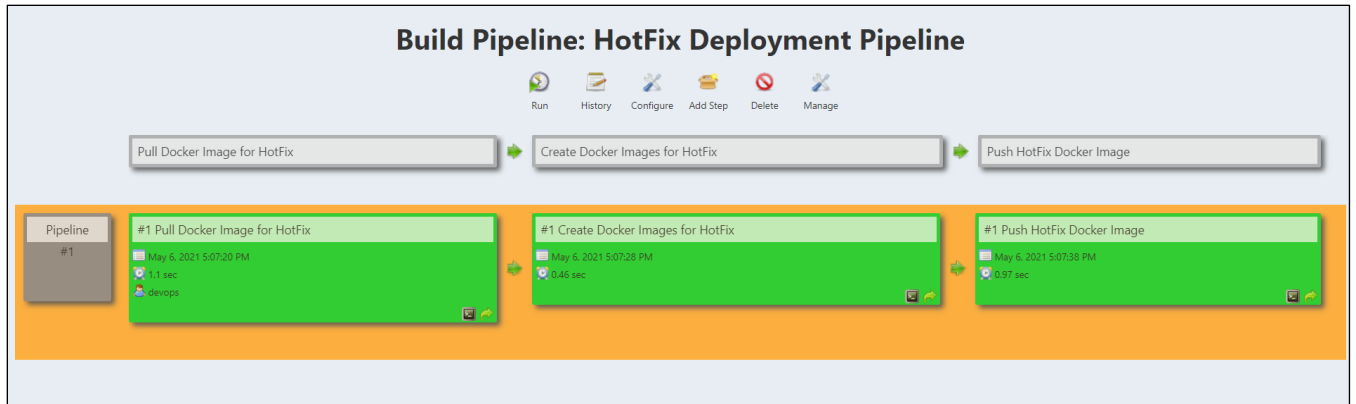 Build Pipeline: HotFix Deployment Pipeline
Run History Configure Add Step Delete Manage
Pull Docker Image for HotFix Create Docker Images for HotFix Push HotFix Docker Image
Pipeline #1 Pull Docker Image for HotFix #1 Create Docker Images for HotFix #1 Push HotFix Docker Image
#1 May 6, 2021 5:07:20 PM May 6, 2021 5:07:28 PM May 6, 2021 5:07:38 PM
1.1 sec 0.46 sec 0.97 sec
devops